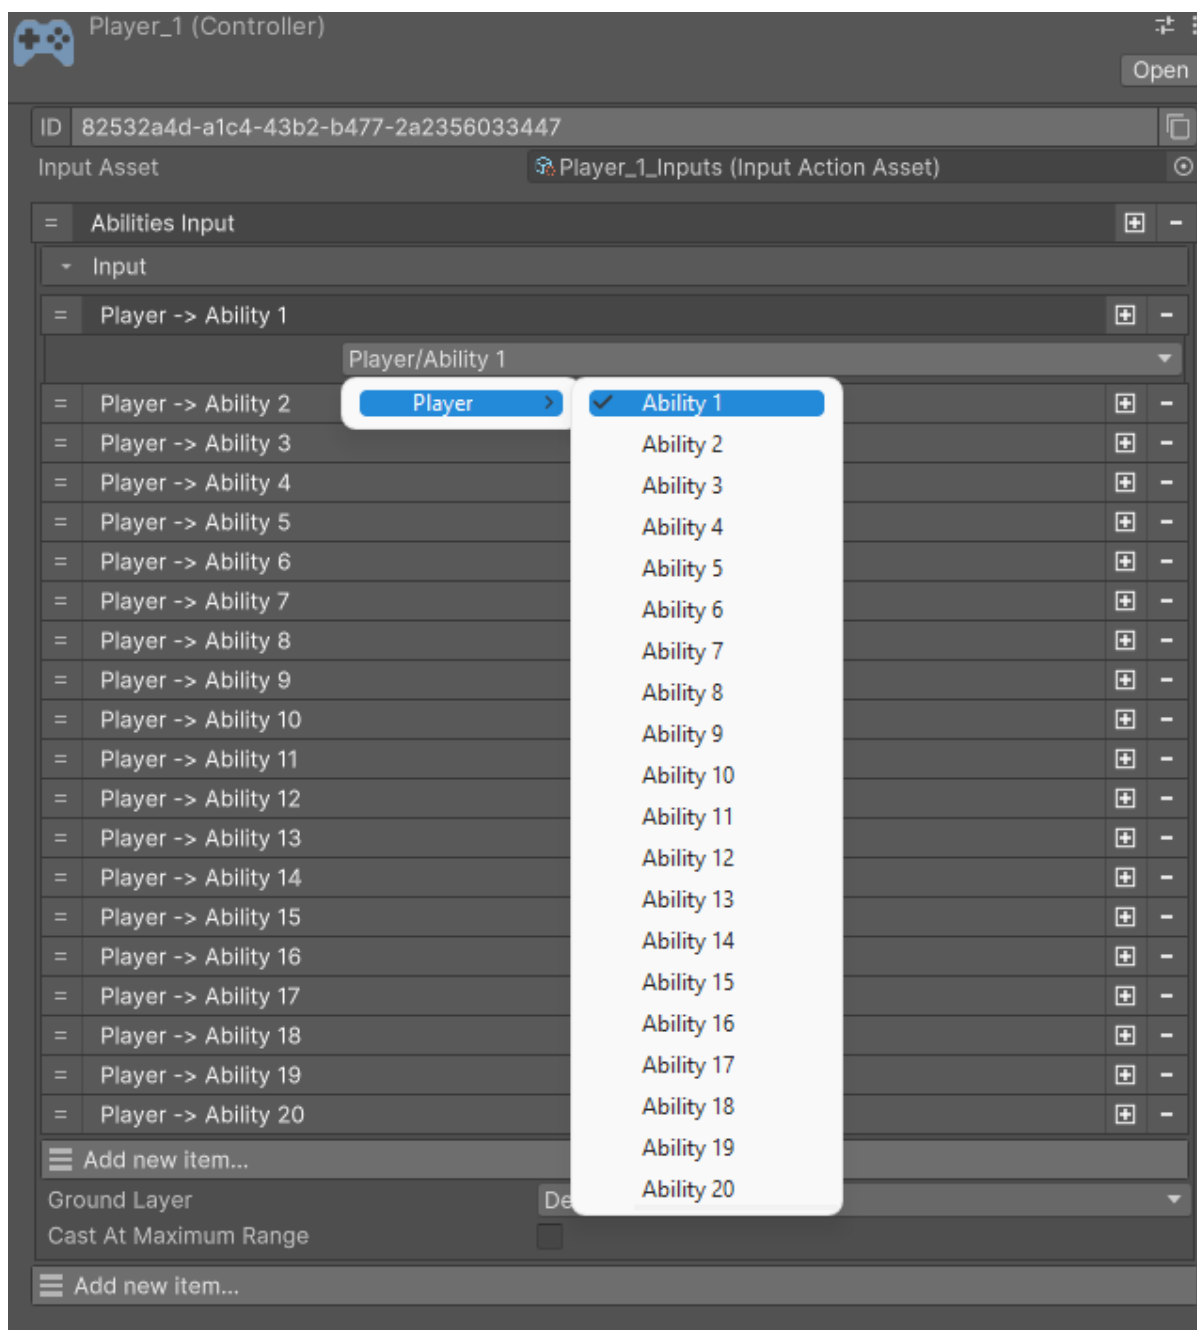 Player_1 (Controller)
Open
ID 82532a4d-a1c4-43b2-b477-2a2356033447
Input Asset Player_1_Inputs (Input Action Asset)
= Abilities Input
Input
= Player -> Ability 1
Player/Ability 1
= Player -> Ability 2
= Player -> Ability 3
= Player -> Ability 4
= Player -> Ability 5
= Player -> Ability 6
= Player -> Ability 7
= Player -> Ability 8
= Player -> Ability 9
= Player -> Ability 10
= Player -> Ability 11
= Player -> Ability 12
= Player -> Ability 13
= Player -> Ability 14
= Player -> Ability 15
= Player -> Ability 16
= Player -> Ability 17
= Player -> Ability 18
= Player -> Ability 19
= Player -> Ability 20
Player
Ability 1
Ability 2
Ability 3
Ability 4
Ability 5
Ability 6
Ability 7
Ability 8
Ability 9
Ability 10
Ability 11
Ability 12
Ability 13
Ability 14
Ability 15
Ability 16
Ability 17
Ability 18
Ability 19
Ability 20
Add new item...
Ground Layer De
Cast At Maximum Range
Add new item...